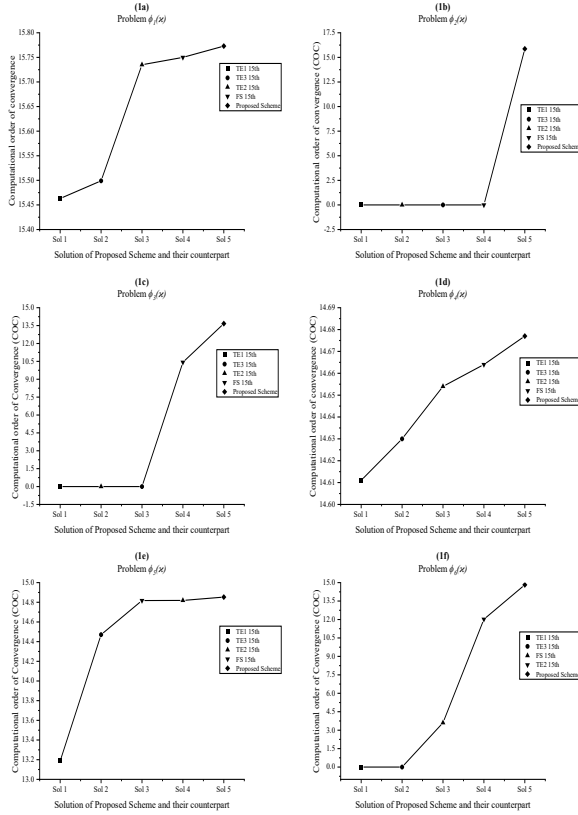 (1a)
Problem ϕ₁(ϰ)
Computational order of convergence
15.80
15.75
15.70
15.65
15.60
15.55
15.50
15.45
15.40
TE1 15th
TE3 15th
TE2 15th
FS 15th
Proposed Scheme
Sol 1 Sol 2 Sol 3 Sol 4 Sol 5
Solution of Proposed Scheme and their counterpart
(1b)
Problem ϕ₂(ϰ)
Computational order of convergence (COC)
17.5
15.0
12.5
10.0
7.5
5.0
2.5
0.0
-2.5
TE1 15th
TE3 15th
TE2 15th
FS 15th
Proposed Scheme
Sol 1 Sol 2 Sol 3 Sol 4 Sol 5
Solution of Proposed Scheme and their counterpart
(1c)
Problem ϕ₃(ϰ)
Computational order of Convergence (COC)
15.0
13.5
12.0
10.5
9.0
7.5
6.0
4.5
3.0
1.5
0.0
-1.5
TE1 15th
TE3 15th
TE2 15th
FS 15th
Proposed Scheme
Sol 1 Sol 2 Sol 3 Sol 4 Sol 5
Solution of Proposed Scheme and their counterpart
(1d)
Problem ϕ₄(ϰ)
Computational order of convergence (COC)
14.69
14.68
14.67
14.66
14.65
14.64
14.63
14.62
14.61
14.60
TE1 15th
TE3 15th
TE2 15th
FS 15th
Proposed Scheme
Sol 1 Sol 2 Sol 3 Sol 4 Sol 5
Solution of Proposed Scheme and their counterpart
(1e)
Problem ϕ₅(ϰ)
Computational order of Convergence (COC)
15.0
14.8
14.6
14.4
14.2
14.0
13.8
13.6
13.4
13.2
13.0
TE1 15th
TE3 15th
TE2 15th
FS 15th
Proposed Scheme
Sol 1 Sol 2 Sol 3 Sol 4 Sol 5
Solution of Proposed Scheme and their counterpart
(1f)
Problem ϕ₆(ϰ)
Computational order of Convergence (COC)
15.0
13.5
12.0
10.5
9.0
7.5
6.0
4.5
3.0
1.5
0.0
TE1 15th
TE3 15th
FS 15th
TE2 15th
Proposed Scheme
Sol 1 Sol 2 Sol 3 Sol 4 Sol 5
Solution of Proposed Scheme and their counterpart